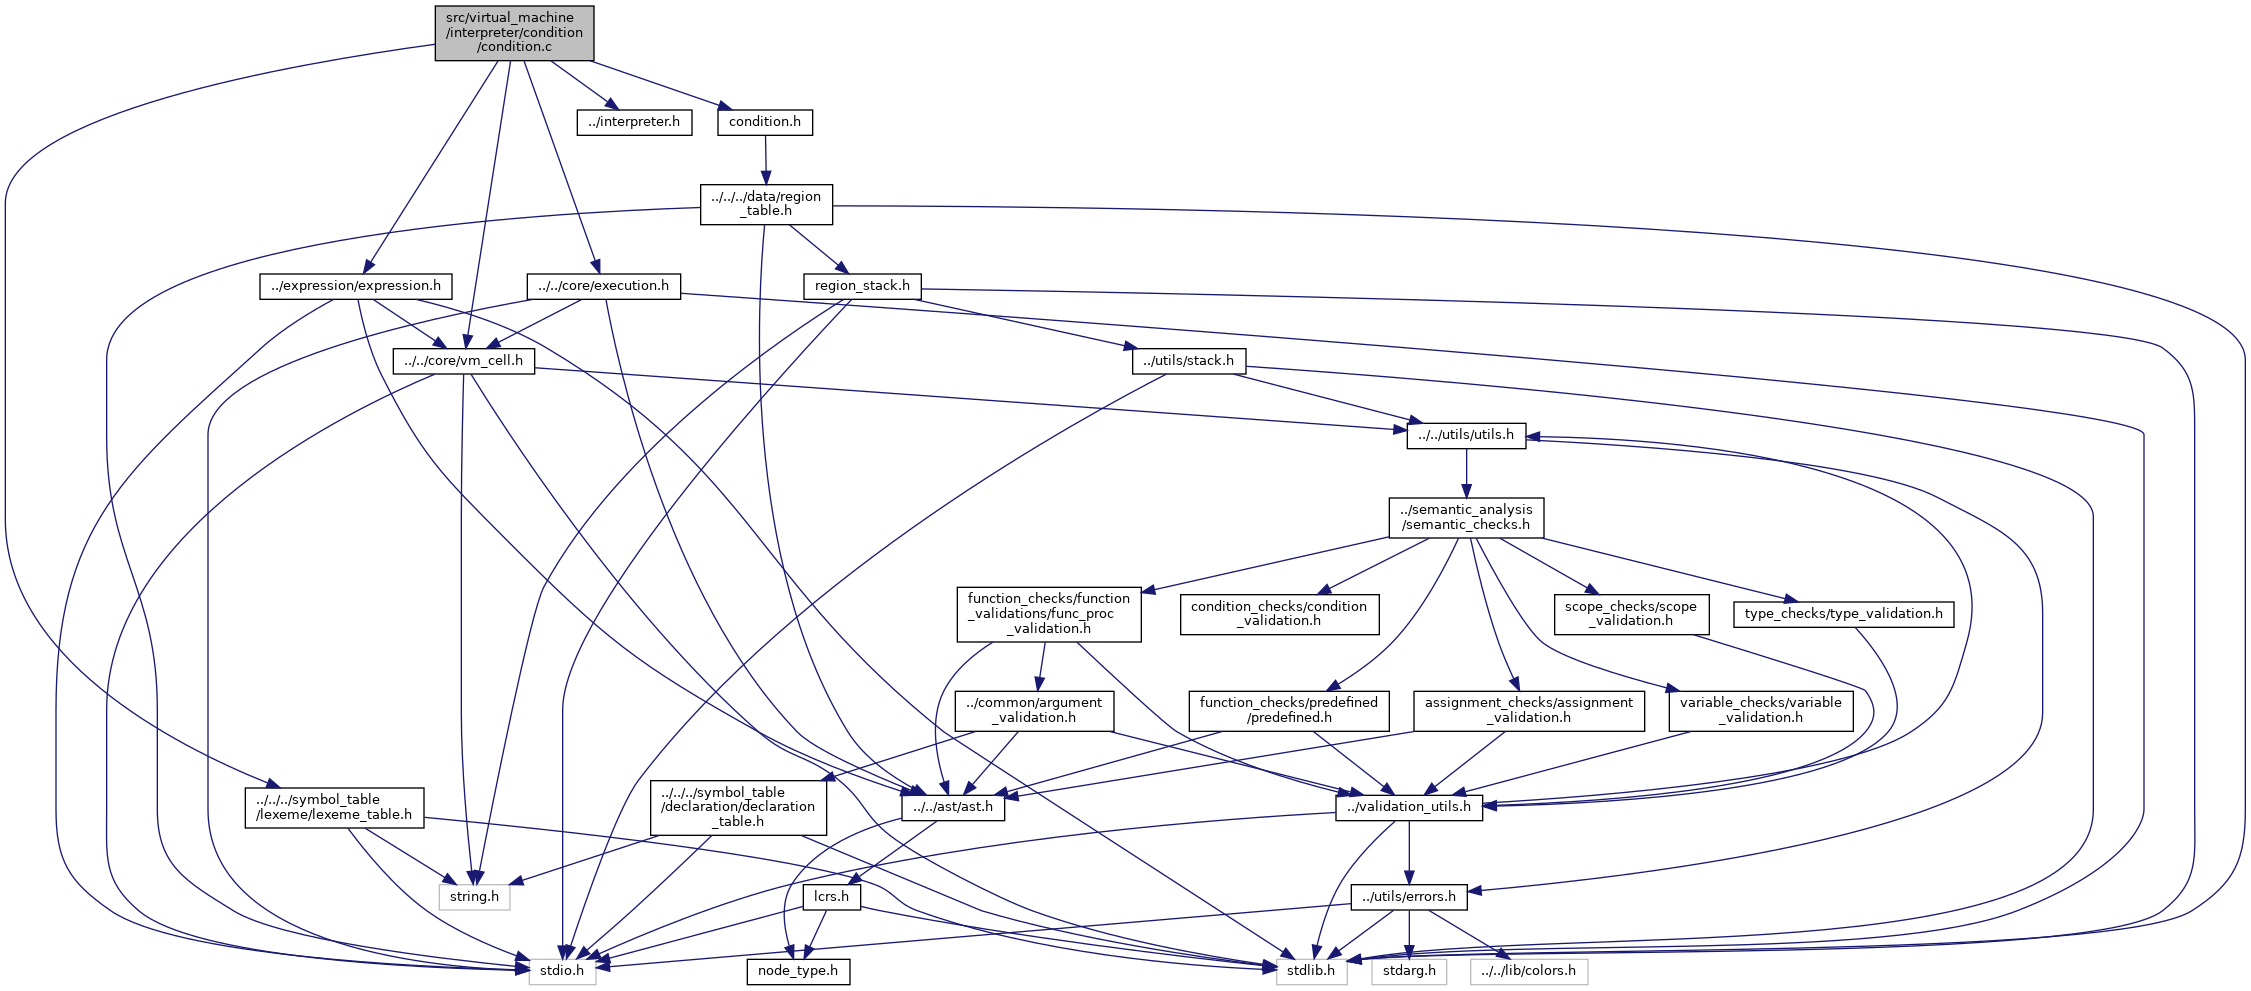 src/virtual_machine
/interpreter/condition
/condition.c
../interpreter.h
condition.h
../../../data/region
_table.h
../expression/expression.h
../../core/execution.h
region_stack.h
../../core/vm_cell.h
../utils/stack.h
../../utils/utils.h
../semantic_analysis
/semantic_checks.h
function_checks/function
_validations/func_proc
_validation.h
condition_checks/condition
_validation.h
scope_checks/scope
_validation.h
type_checks/type_validation.h
../common/argument
_validation.h
function_checks/predefined
/predefined.h
assignment_checks/assignment
_validation.h
variable_checks/variable
_validation.h
../../../symbol_table
/lexeme/lexeme_table.h
../../../symbol_table
/declaration/declaration
_table.h
../../ast/ast.h
../validation_utils.h
string.h
lcrs.h
../utils/errors.h
stdio.h
node_type.h
stdlib.h
stdarg.h
../../lib/colors.h